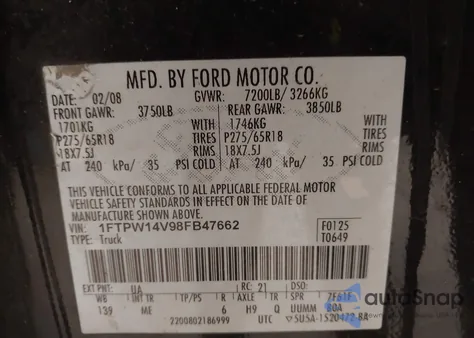 MFD. BY FORD MOTOR CO.
DATE: 02/08 GVWR: 7200LB/3266KG
FRONT GAWR: 3750LB REAR GAWR: 3850LB
1701KG WITH 1746KG WITH
P275/65R18 TIRES P275/65R18 TIRES
18X7.5J RIMS 18X7.5J RIMS
AT 240 kPa/ 35 PSI COLD AT 240 kPa/ 35 PSI COLD
THIS VEHICLE CONFORMS TO ALL APPLICABLE FEDERAL MOTOR
VEHICLE SAFETY STANDARDS IN EFFECT ON THE DATE OF
MANUFACTURE SHOWN ABOVE.
VIN: 1FTPW14V98FB47662 F0125
TYPE: Truck T0649
EXT PNT: UA RC: 21 DSO:
WB INT TR TP/PS R AXLE TR SPR
139 ME 6 H9 Q UUMM 80A
2200802186999 UTC
AutoSnap